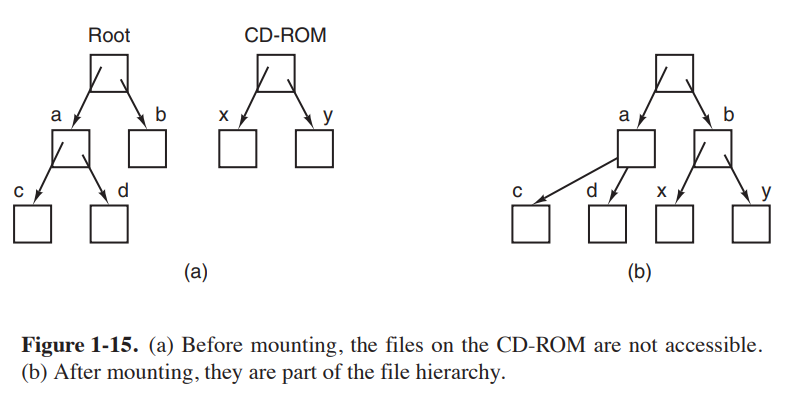 Root CD-ROM
a b x y
a b
c d
c d x y
(a) (b)
Figure 1-15. (a) Before mounting, the files on the CD-ROM are not accessible.
(b) After mounting, they are part of the file hierarchy.